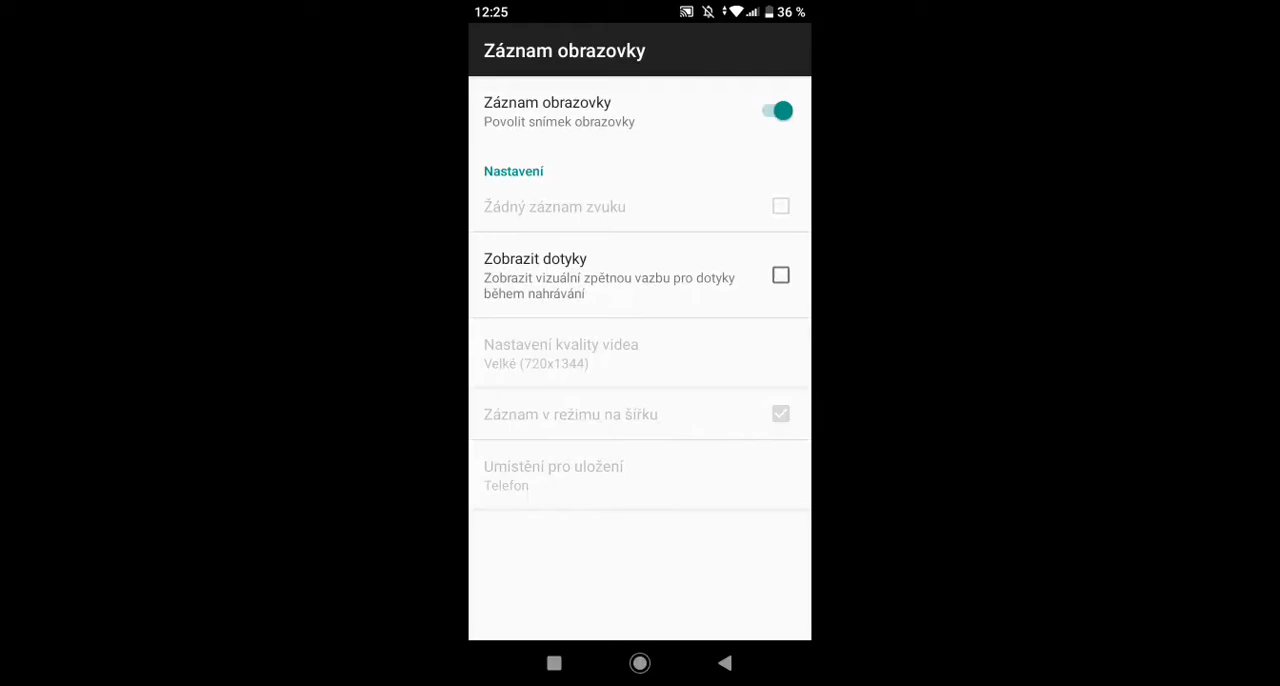 12:25 36 %
Záznam obrazovky
Záznam obrazovky
Povolit snímek obrazovky
Nastavení
Žádný záznam zvuku
Zobrazit dotyky
Zobrazit vizuální zpětnou vazbu pro dotyky
během nahrávání
Nastavení kvality videa
Velké (720x1344)
Záznam v režimu na šířku
Umístění pro uložení
Telefon